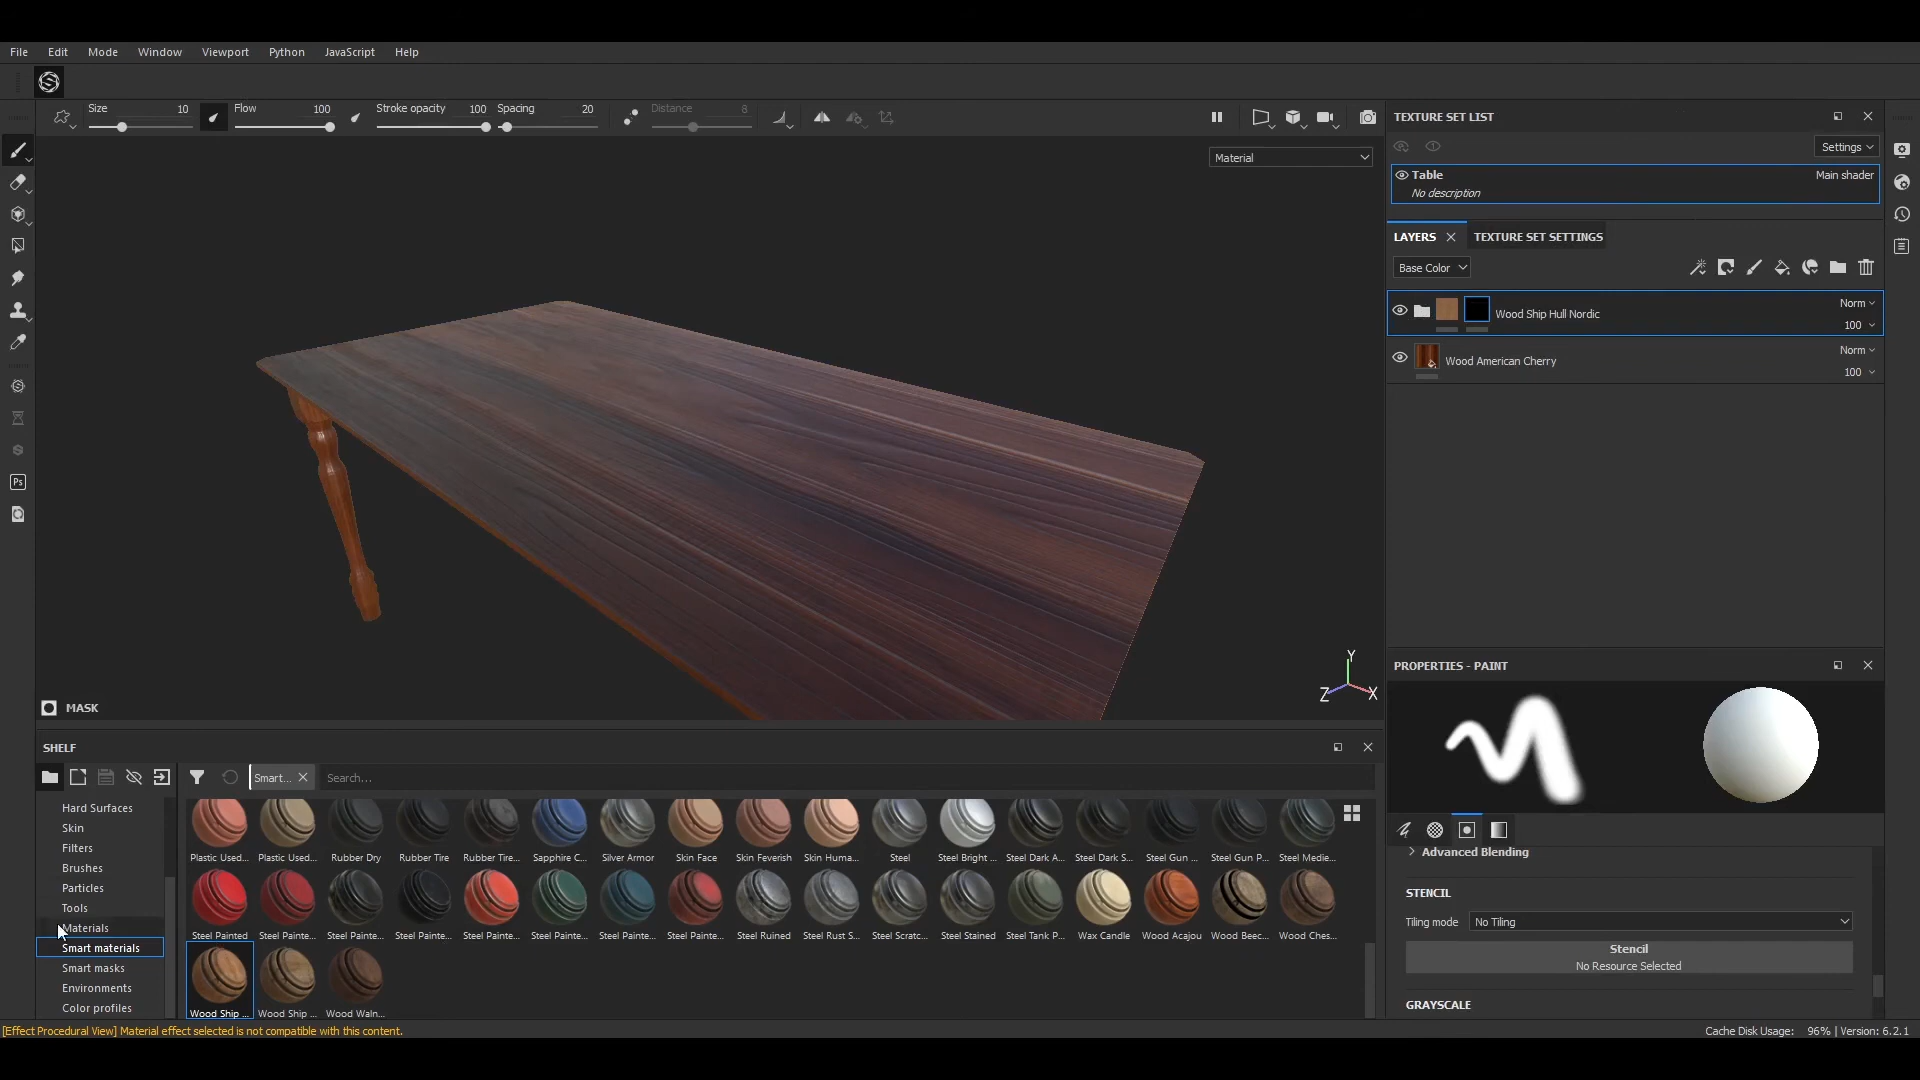 File Edit Mode Window Viewport Python JavaScript Help
Size 10 Flow 100 Stroke opacity 100 Spacing 20 Distance 8
Material
TEXTURE SET LIST
Settings
Table Main shader
No description
LAYERS TEXTURE SET SETTINGS
Base Color
Wood Ship Hull Nordic Norm
100
Wood American Cherry Norm
100
Y
Z X
MASK
PROPERTIES - PAINT
Advanced Blending
STENCIL
Tiling mode No Tiling
Stencil
No Resource Selected
GRAYSCALE
SHELF
Smart... Search...
Hard Surfaces
Skin
Filters
Brushes
Particles
Tools
Materials
Smart materials
Smart masks
Environments
Color profiles
Plastic Used... Plastic Used... Rubber Dry Rubber Tire Rubber Tire... Sapphire C... Silver Armor Skin Face Skin Feverish Skin Huma... Steel Steel Bright ... Steel Dark A... Steel Dark S... Steel Gun ... Steel Gun P... Steel Medie...
Steel Painted Steel Painte... Steel Painte... Steel Painte... Steel Painte... Steel Painte... Steel Painte... Steel Painte... Steel Ruined Steel Rust S... Steel Scratc... Steel Stained Steel Tank P... Wax Candle Wood Acajou Wood Beec... Wood Ches...
Wood Ship ... Wood Ship ... Wood Waln...
[Effect Procedural View] Material effect selected is not compatible with this content.
Cache Disk Usage: 96% | Version: 6.2.1
Ps